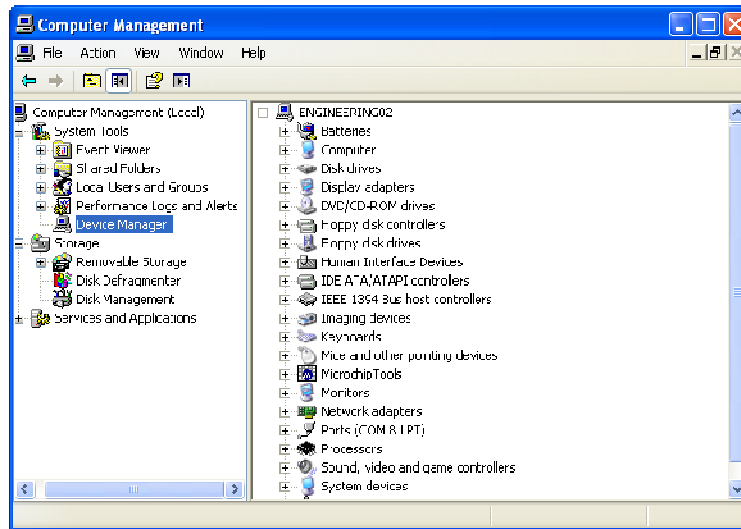 Computer Management
File Action View Window Help
Computer Management (Local)
System Tools
Event Viewer
Shared Folders
Local Users and Groups
Performance Logs and Alerts
Device Manager
Storage
Removable Storage
Disk Defragmenter
Disk Management
Services and Applications
ENGINEERING02
Batteries
Computer
Disk drives
Display adapters
DVD/CD-ROM drives
Floppy disk controllers
Floppy disk drives
Human Interface Devices
IDE ATA/ATAPI controllers
IEEE 1394 Bus host controllers
Imaging devices
Keyboards
Mice and other pointing devices
MicrochipTools
Monitors
Network adapters
Ports (COM & LPT)
Processors
Sound, video and game controllers
System devices